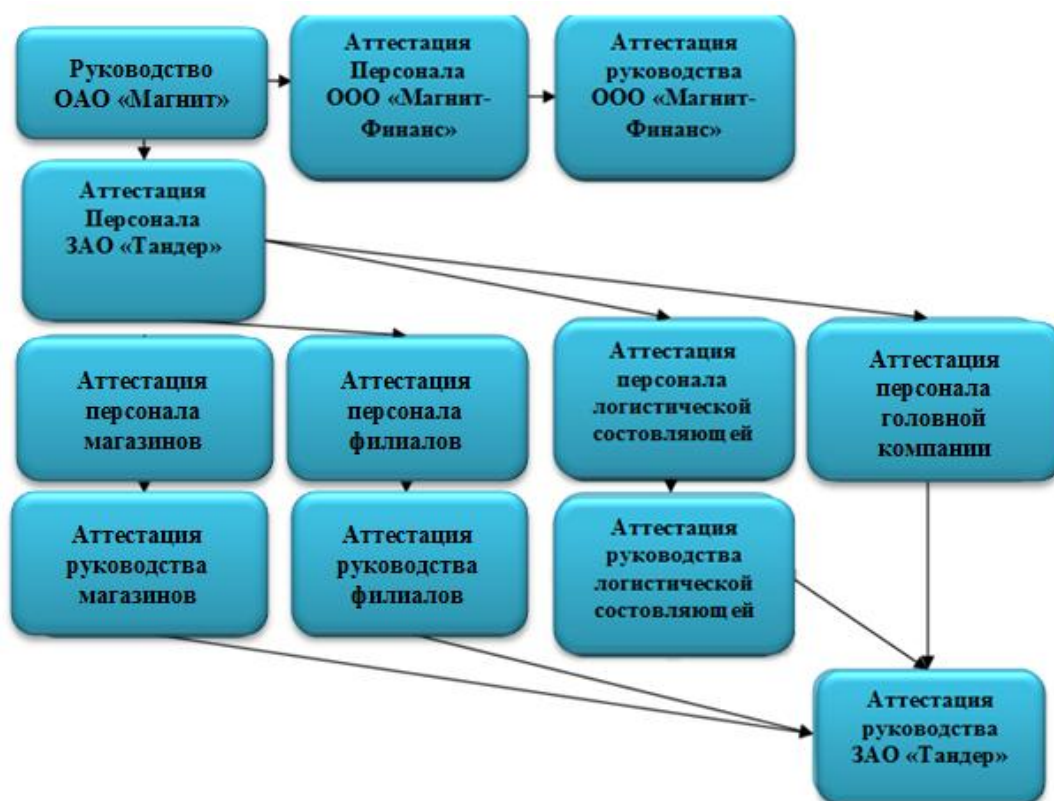 Руководство
ОАО «Магнит»
Аттестация
Персонала
ООО «Магнит-
Финанс»
Аттестация
руководства
ООО «Магнит-
Финанс»
Аттестация
Персонала
ЗАО «Тандер»
Аттестация
персонала
магазинов
Аттестация
персонала
филиалов
Аттестация
персонала
логистической
состовляющей
Аттестация
персонала
головной
компании
Аттестация
руководства
магазинов
Аттестация
руководства
филиалов
Аттестация
руководства
логистической
состовляющей
Аттестация
руководства
ЗАО «Тандер»